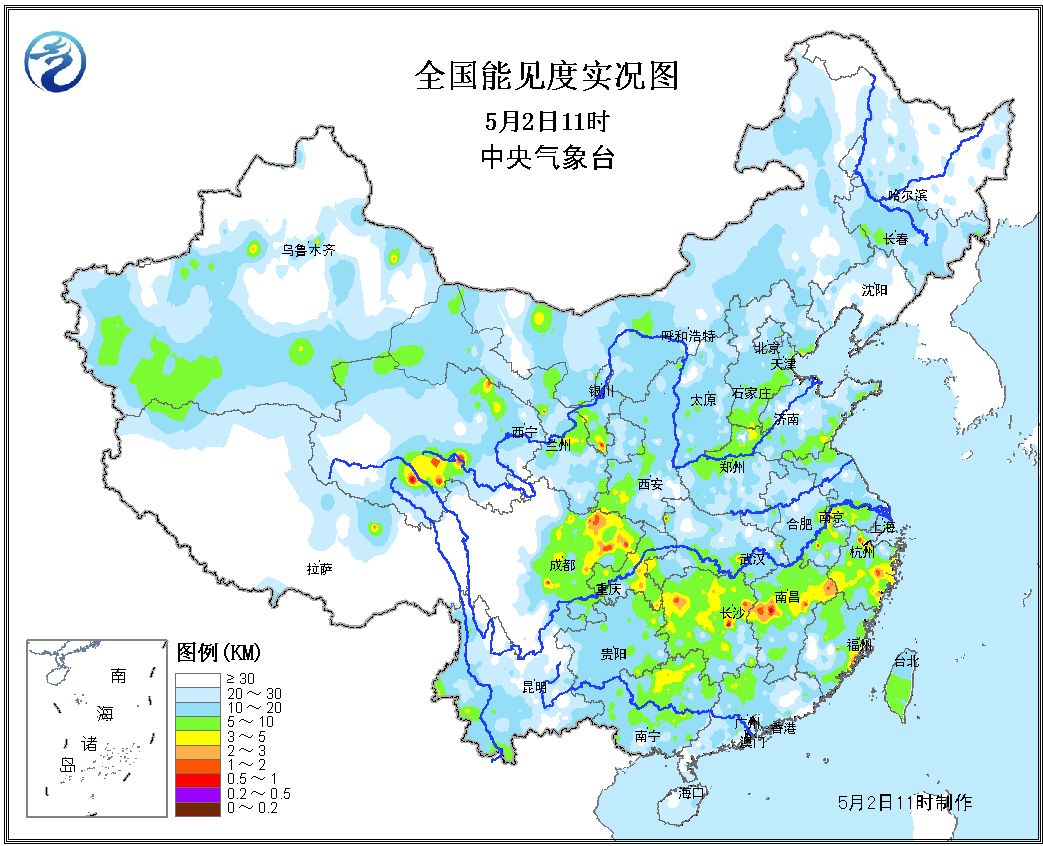 全国能见度实况图
5月2日11时
中央气象台
哈尔滨
长春
乌鲁木齐
沈阳
呼和浩特
北京
天津
银川
太原
石家庄
济南
西宁
兰州
郑州
西安
合肥
南京
上海
成都
武汉
杭州
拉萨
重庆
长沙
南昌
贵阳
福州
台北
昆明
广州
香港
南宁
澳门
海口
南
海
诸
岛
图例(KM)
≥30
20～30
10～20
5～10
3～5
2～3
1～2
0.5～1
0.2～0.5
0～0.2
5月2日11时制作